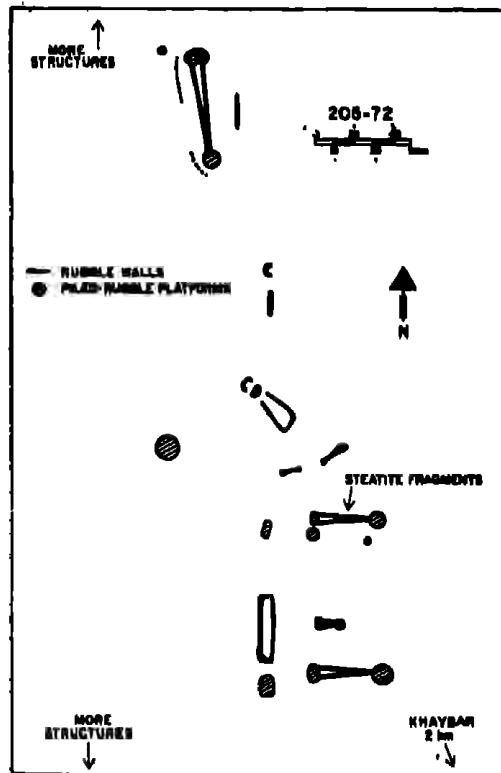 MORE
STRUCTURES
205-72
RUBBLE WALLS
PILED-RUBBLE PLATFORMS
N
STEATITE FRAGMENTS
MORE
STRUCTURES
KHAYBAR
2 km